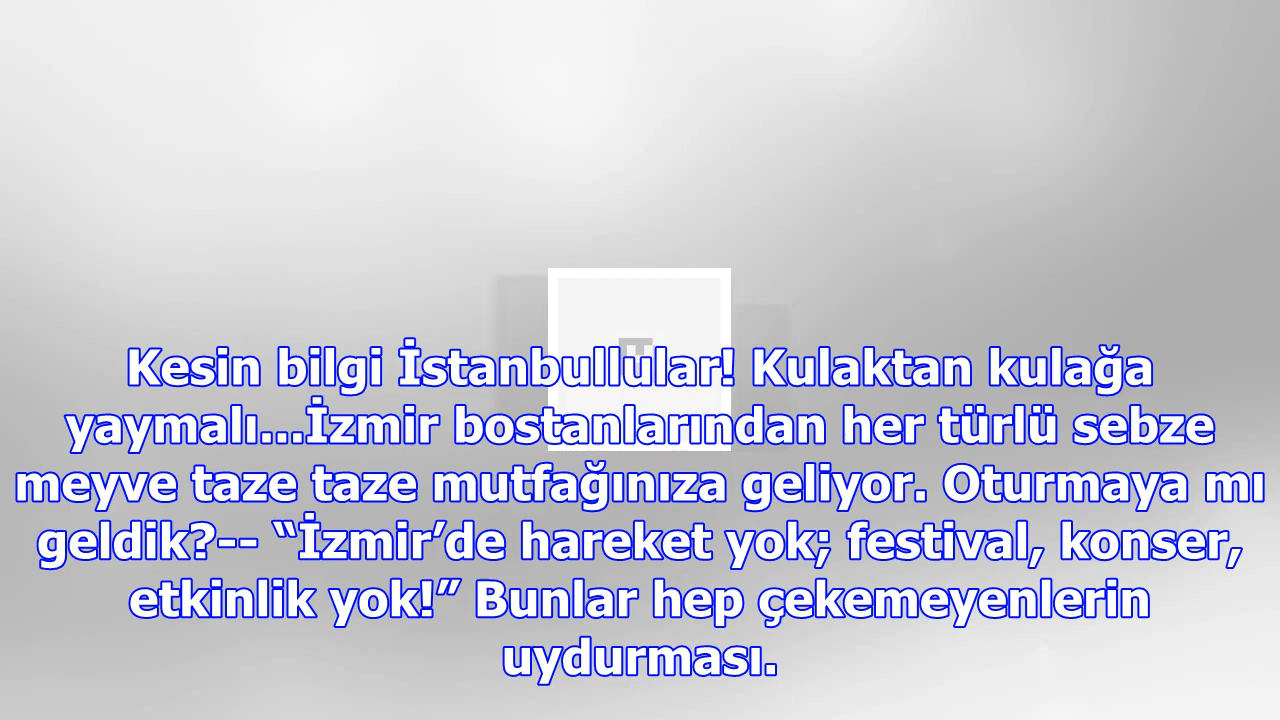 Kesin bilgi İstanbullular! Kulaktan kulağa
yaymalı...İzmir bostanlarından her türlü sebze
meyve taze taze mutfağınıza geliyor. Oturmaya mı
geldik?-- “İzmir’de hareket yok; festival, konser,
etkinlik yok!” Bunlar hep çekemeyenlerin
uydurması.